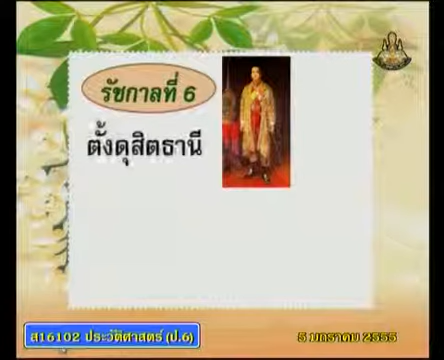 รัชกาลที่ 6
ตั้งดุสิตธานี
ส16102 ประวัติศาสตร์ (ป.6)
5 มกราคม 2555